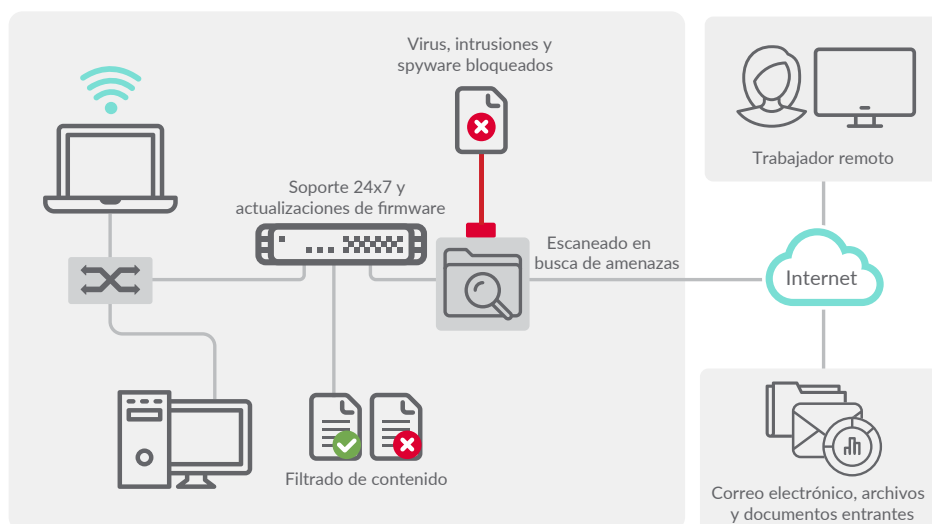 Virus, intrusiones y
spyware bloqueados
Trabajador remoto
Soporte 24x7 y
actualizaciones de firmware
Escaneado en
busca de amenazas
Internet
Filtrado de contenido
Correo electrónico, archivos
y documentos entrantes